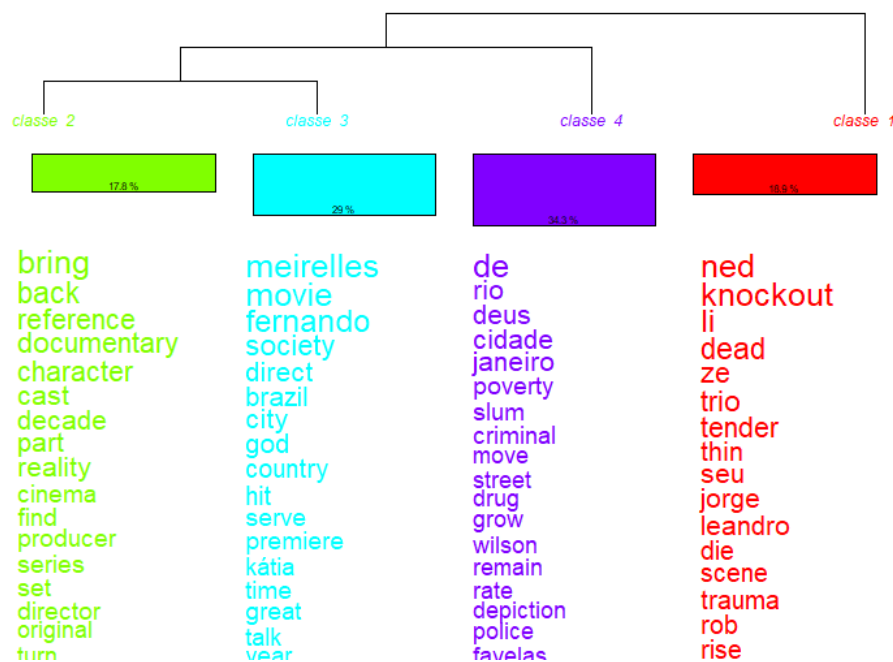 classe 2 classe 3 classe 4 classe 1
17.8 % 29 % 34.3 % 18.9 %
bring
back
reference
documentary
character
cast
decade
part
reality
cinema
find
producer
series
set
director
original
turn
meirelles
movie
fernando
society
direct
brazil
city
god
country
hit
serve
premiere
kátia
time
great
talk
year
de
rio
deus
cidade
janeiro
poverty
slum
criminal
move
street
drug
grow
wilson
remain
rate
depiction
police
favelas
ned
knockout
li
dead
ze
trio
tender
thin
seu
jorge
leandro
die
scene
trauma
rob
rise